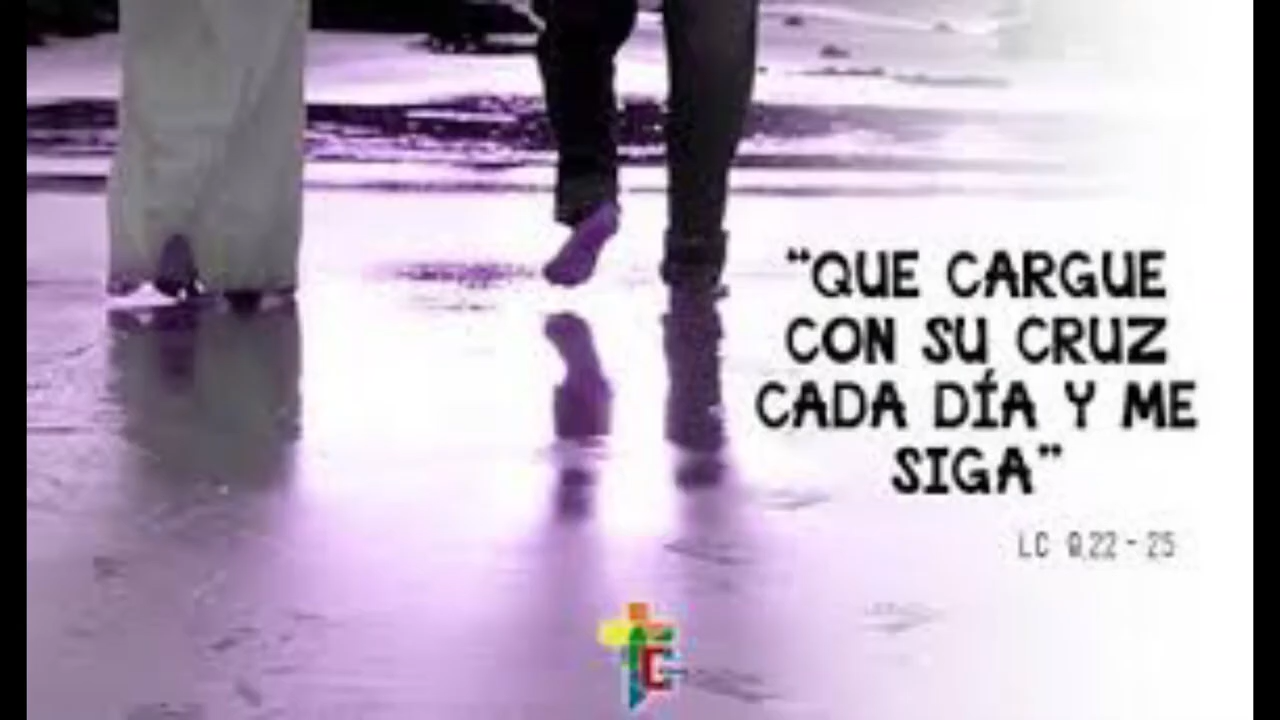 “QUE CARGUE
CON SU CRUZ
CADA DÍA Y ME
SIGA”
LC 9,22 - 25